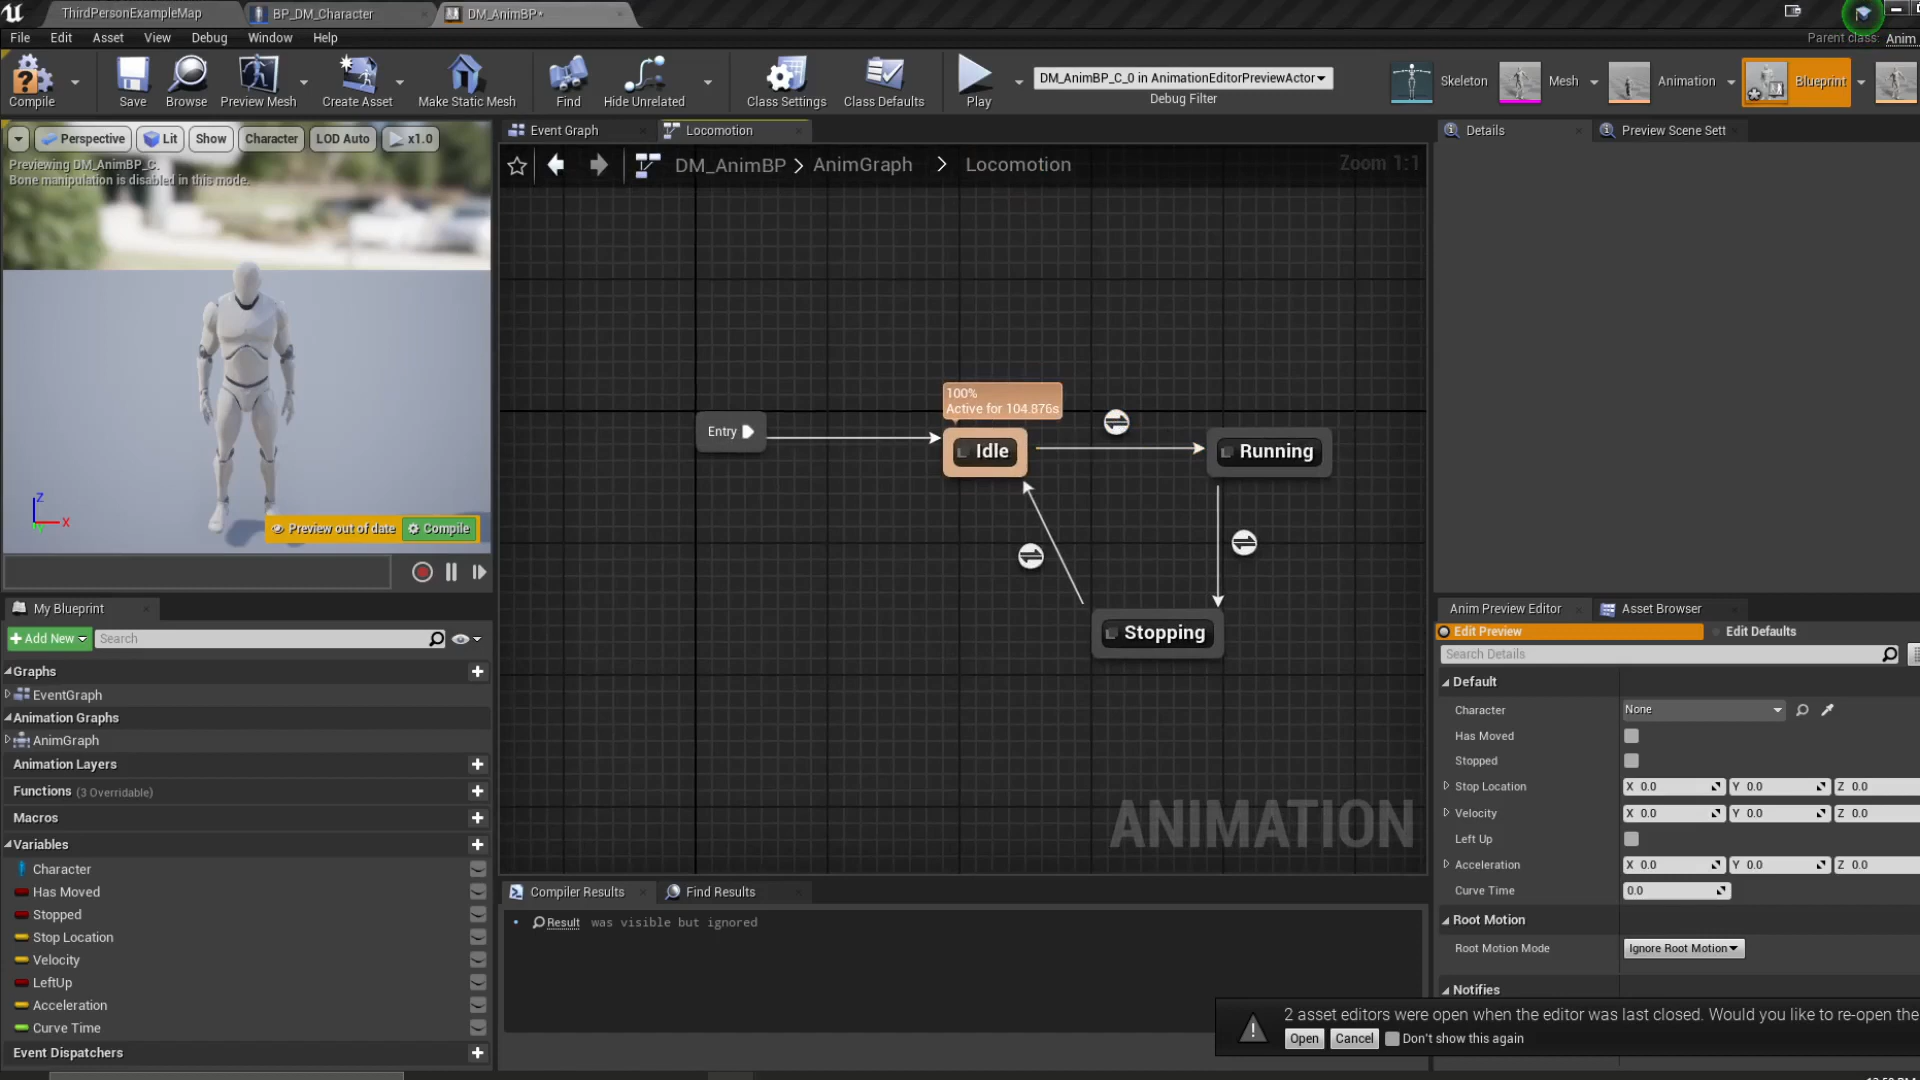 ThirdPersonExampleMap
BP_DM_Character
DM_AnimBP*
File Edit Asset View Debug Window Help
Parent class: Anim
Compile
Save
Browse
Preview Mesh
Create Asset
Make Static Mesh
Find
Hide Unrelated
Class Settings
Class Defaults
Play
DM_AnimBP_C_0 in AnimationEditorPreviewActor
Debug Filter
Skeleton
Mesh
Animation
Blueprint
Perspective Lit Show Character LOD Auto x1.0
Previewing DM_AnimBP_C.
Bone manipulation is disabled in this mode.
Z
X
Preview out of date Compile
Event Graph
Locomotion
DM_AnimBP > AnimGraph > Locomotion
Zoom 1:1
Entry
100%
Active for 104.876s
Idle
Running
Stopping
ANIMATION
Details
Preview Scene Sett
My Blueprint
+ Add New
Search
Graphs
EventGraph
Animation Graphs
AnimGraph
Animation Layers
Functions (3 Overridable)
Macros
Variables
Character
Has Moved
Stopped
Stop Location
Velocity
LeftUp
Acceleration
Curve Time
Event Dispatchers
Compiler Results
Find Results
Result was visible but ignored
Anim Preview Editor
Asset Browser
Edit Preview
Edit Defaults
Search Details
Default
Character None
Has Moved
Stopped
Stop Location X 0.0 Y 0.0 Z 0.0
Velocity X 0.0 Y 0.0 Z 0.0
Left Up
Acceleration X 0.0 Y 0.0 Z 0.0
Curve Time 0.0
Root Motion
Root Motion Mode Ignore Root Motion
Notifies
2 asset editors were open when the editor was last closed. Would you like to re-open the
Open Cancel Don't show this again